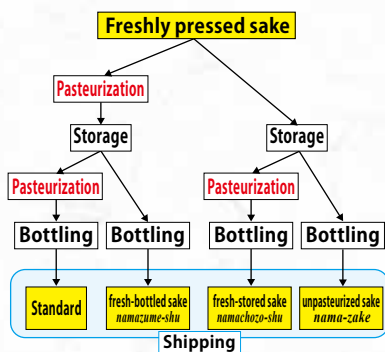 Freshly pressed sake
Pasteurization
Storage
Storage
Pasteurization
Pasteurization
Bottling
Bottling
Bottling
Bottling
Standard
fresh-bottled sake
namazume-shu
fresh-stored sake
namachozo-shu
unpasteurized sake
nama-zake
Shipping